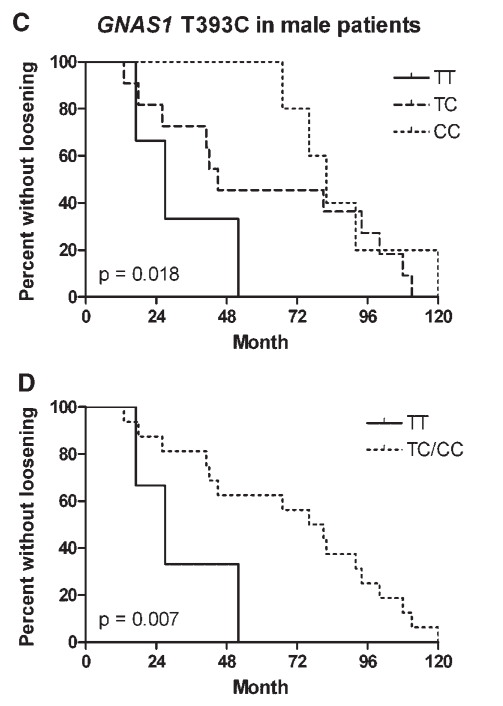 C
GNAS1 T393C in male patients
Percent without loosening
100
80
60
40
20
0
TT
TC
CC
p = 0.018
0 24 48 72 96 120
Month
D
Percent without loosening
100
80
60
40
20
0
TT
TC/CC
p = 0.007
0 24 48 72 96 120
Month